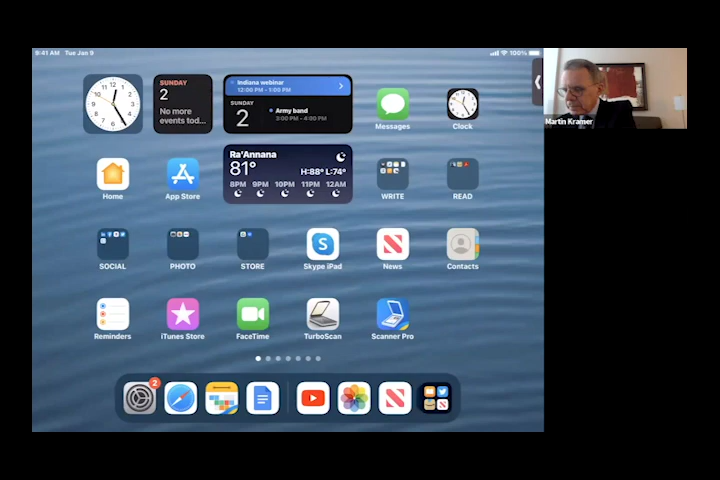 9:41 AM Tue Jan 9
100%
SUNDAY
2
No more
events tod...
Indiana webinar
12:00 PM - 1:00 PM
SUNDAY
2
Army band
3:00 PM - 4:00 PM
Messages
Clock
Martin Kramer
Home
App Store
Ra'Annana
81°
H:88° L:74°
8PM 9PM 10PM 11PM 12AM
WRITE
READ
SOCIAL
PHOTO
STORE
Skype iPad
News
Contacts
Reminders
iTunes Store
FaceTime
TurboScan
Scanner Pro
2